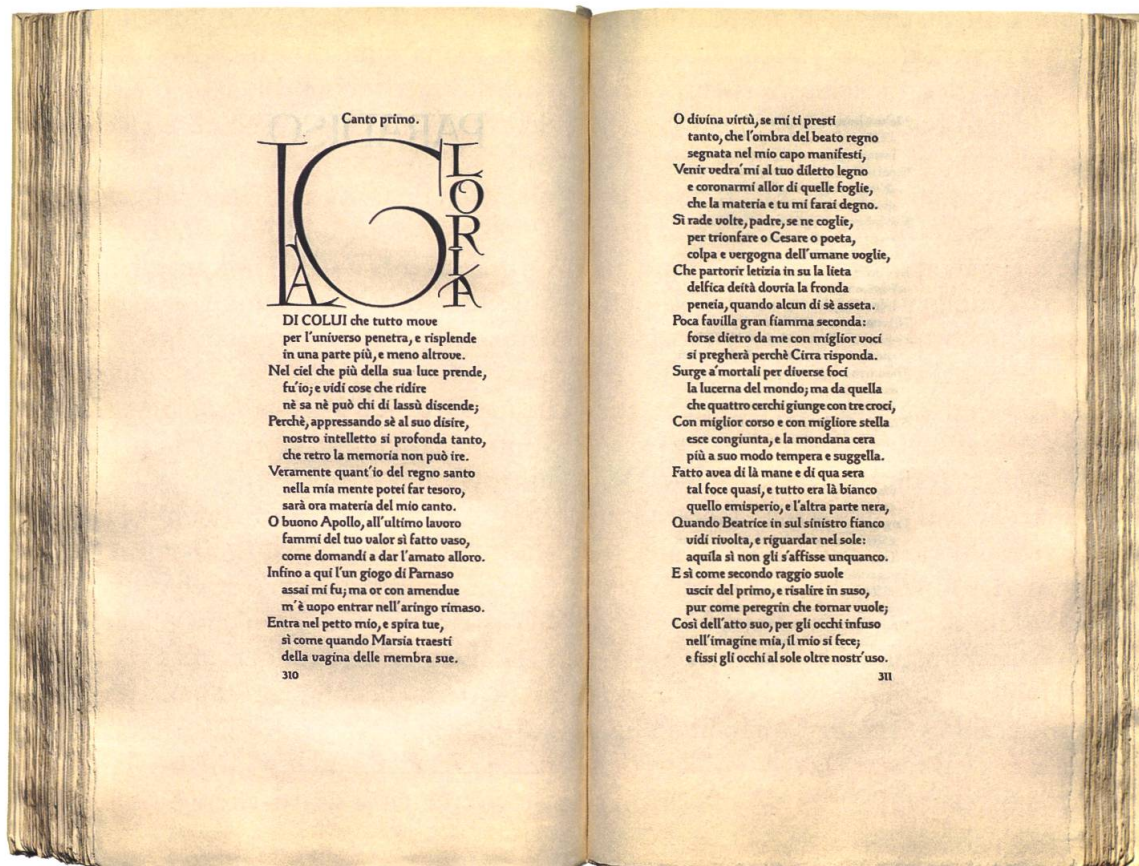 Canto primo.
LA GLORIA
DI COLUI che tutto move
per l'universo penetra, e risplende
in una parte più, e meno altrove.
Nel ciel che più della sua luce prende,
fu'io; e vidi cose che ridire
nè sa nè può chi di lassù discende;
Perchè, appressando sè al suo disire,
nostro intelletto si profonda tanto,
che retro la memoria non può ire.
Veramente quant'io del regno santo
nella mia mente potei far tesoro,
sarà ora materia del mio canto.
O buono Apollo, all'ultimo lavoro
fammi del tuo valor sì fatto vaso,
come domandi a dar l'amato alloro.
Infino a qui l'un giogo di Parnaso
assai mi fu; ma or con amendue
m'è uopo entrar nell'aringo rimaso.
Entra nel petto mio, e spira tue,
sì come quando Marsia traesti
della vagina delle membra sue.
310
O divina virtù, se mi ti presti
tanto, che l'ombra del beato regno
segnata nel mio capo manifesti,
Venir vedra'mi al tuo diletto legno
e coronarmi allor di quelle foglie,
che la materia e tu mi farai degno.
Sì rade volte, padre, se ne coglie,
per trionfare o Cesare o poeta,
colpa e vergogna dell'umane voglie,
Che partorir letizia in su la lieta
delfica deità dovria la fronda
peneia, quando alcun di sè asseta.
Poca favilla gran fiamma seconda:
forse dietro da me con miglior voci
si pregherà perchè Cirra risponda.
Surge a'mortali per diverse foci
la lucerna del mondo; ma da quella
che quattro cerchi giunge con tre croci,
Con miglior corso e con migliore stella
esce congiunta, e la mondana cera
più a suo modo tempera e suggella.
Fatto avea di là mane e di qua sera
tal foce quasi, e tutto era là bianco
quello emisperio, e l'altra parte nera,
Quando Beatrice in sul sinistro fianco
vidi rivolta, e riguardar nel sole:
aquila sì non gli s'affisse unquanco.
E sì come secondo raggio suole
uscir del primo, e risalire in suso,
pur come peregrin che tornar vuole;
Così dell'atto suo, per gli occhi infuso
nell'imagine mia, il mio si fece;
e fissi gli occhi al sole oltre nostr'uso.
311